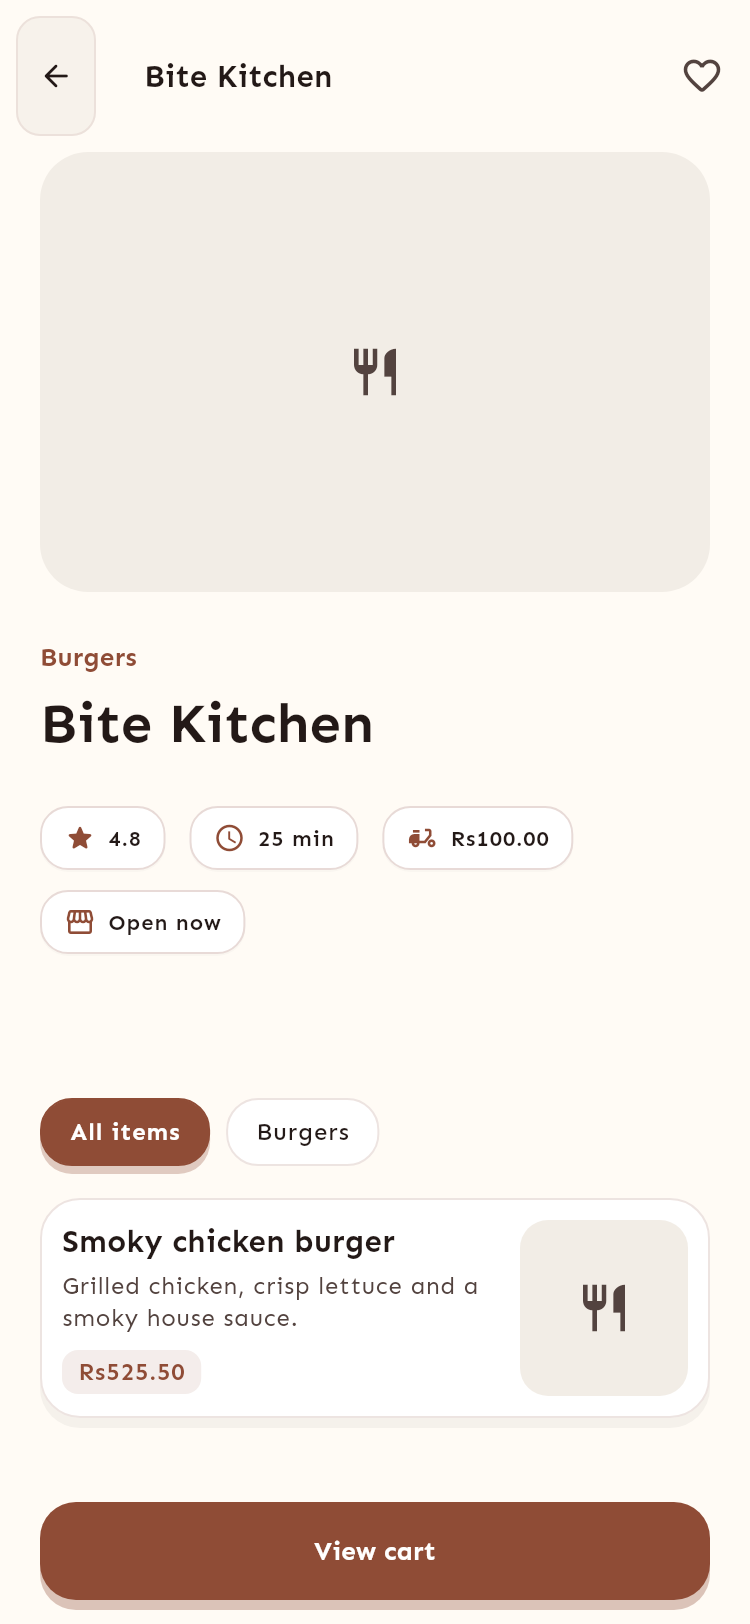 Bite Kitchen
Burgers
Bite Kitchen
4.8
25 min
Rs100.00
Open now
All items
Burgers
Smoky chicken burger
Grilled chicken, crisp lettuce and a
smoky house sauce.
Rs525.50
View cart